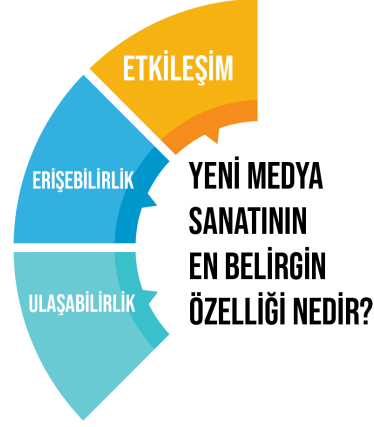 ETKİLEŞİM
ERİŞEBİLİRLİK
ULAŞABİLİRLİK
YENİ MEDYA
SANATININ
EN BELİRGİN
ÖZELLİĞİ NEDİR?